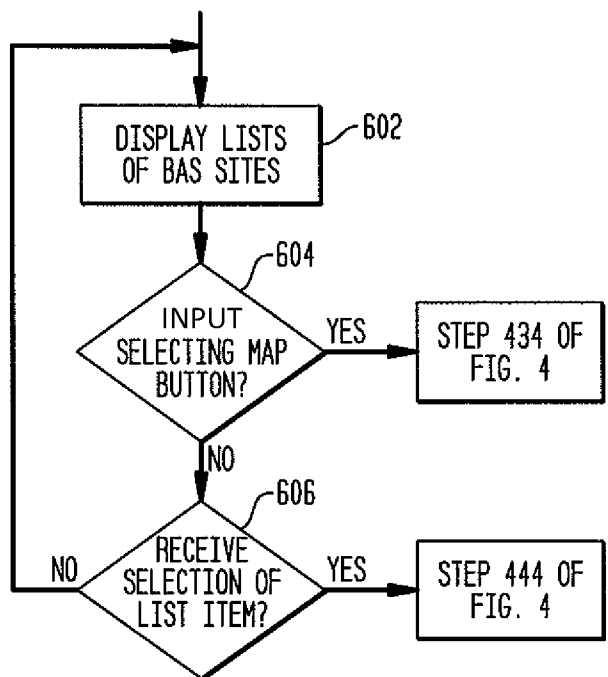 DISPLAY LISTS
OF BAS SITES
602
604
INPUT
SELECTING MAP
BUTTON?
YES
STEP 434 OF
FIG. 4
NO
606
RECEIVE
SELECTION OF
LIST ITEM?
NO
YES
STEP 444 OF
FIG. 4